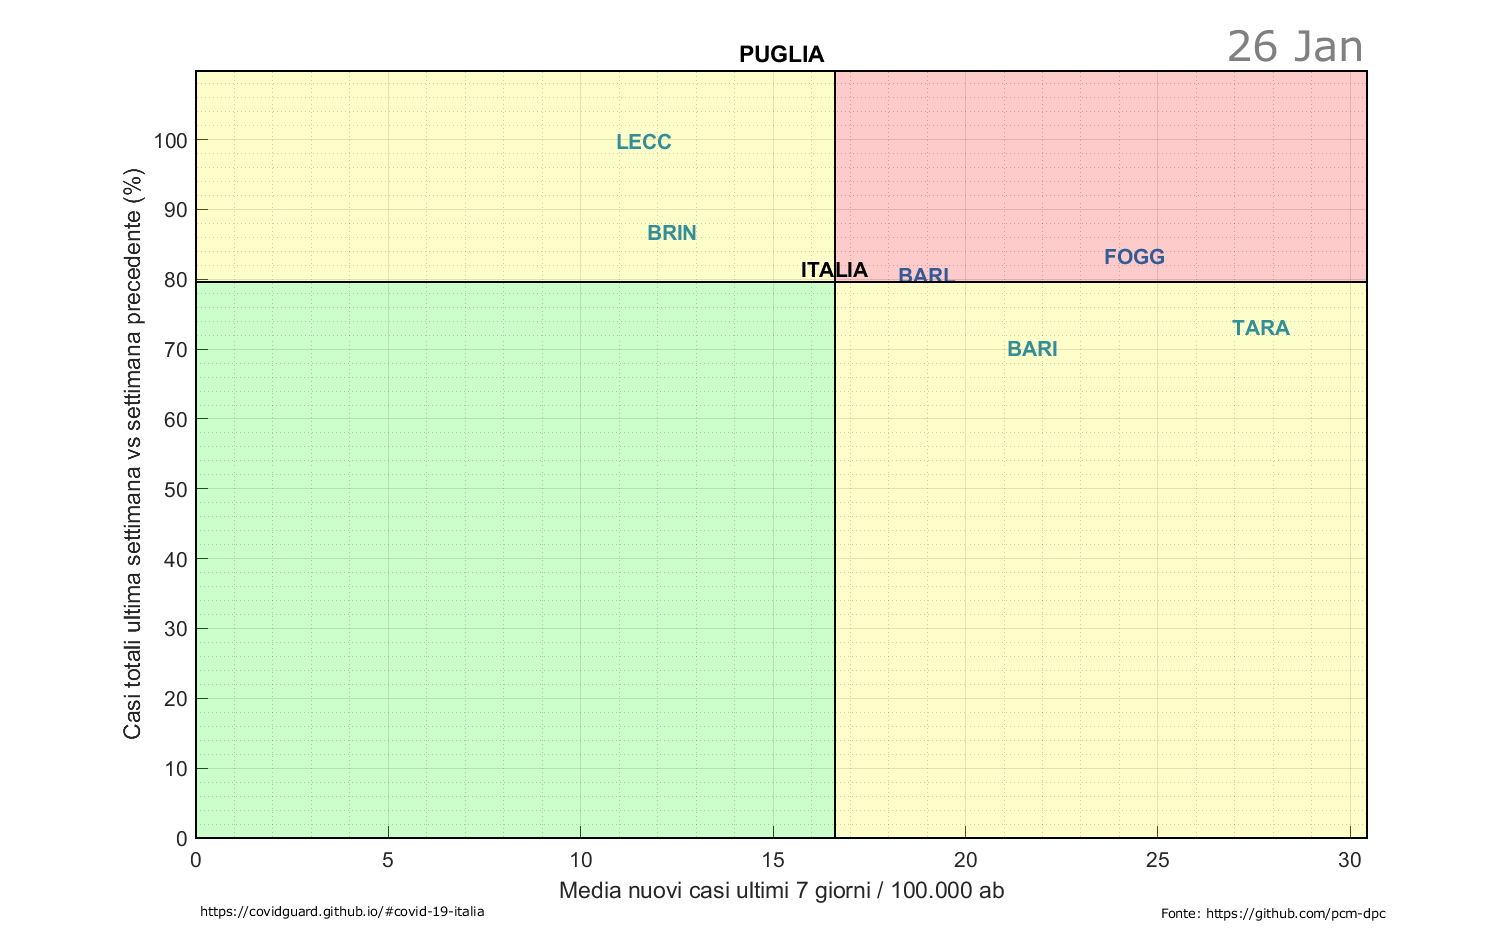 26 Jan
PUGLIA
100
90
80
70
60
50
40
30
20
10
0
Casi totali ultima settimana vs settimana precedente (%)
LECC
BRIN
ITALIA
BARL
FOGG
TARA
BARI
0 5 10 15 20 25 30
Media nuovi casi ultimi 7 giorni / 100.000 ab
https://covidguard.github.io/#covid-19-italia
Fonte: https://github.com/pcm-dpc